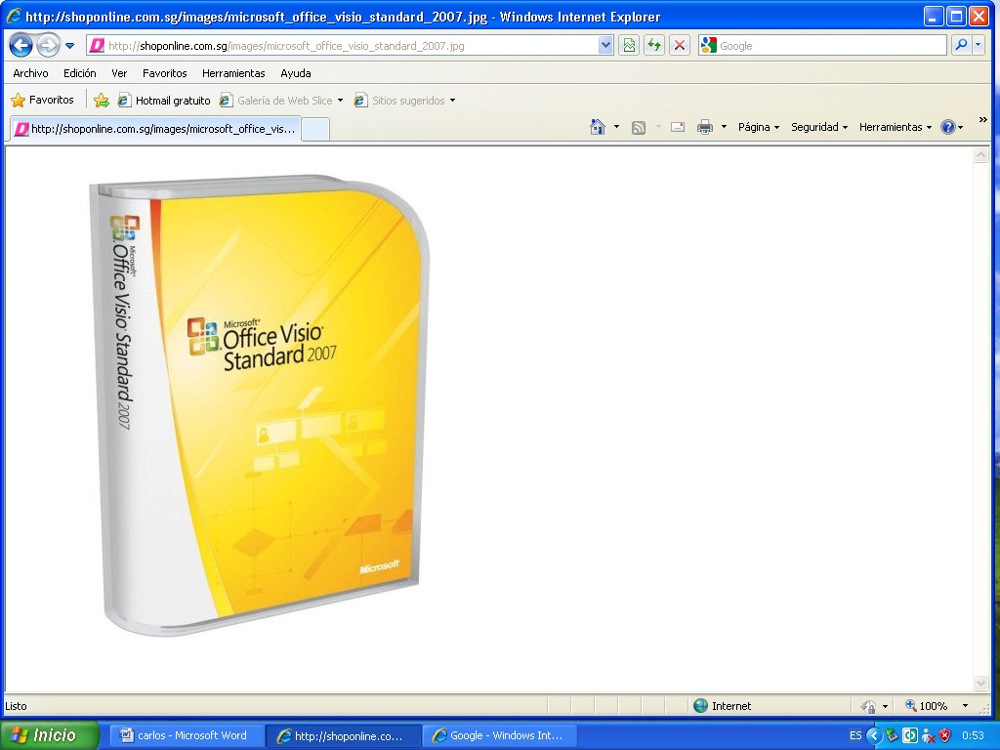 http://shoponline.com.sg/images/microsoft_office_visio_standard_2007.jpg - Windows Internet Explorer
http://shoponline.com.sg/images/microsoft_office_visio_standard_2007.jpg
Google
Archivo Edición Ver Favoritos Herramientas Ayuda
Favoritos Hotmail gratuito Galería de Web Slice Sitios sugeridos
http://shoponline.com.sg/images/microsoft_office_vis...
Página Seguridad Herramientas
Microsoft®
Office Visio® Standard 2007
Microsoft®
Office Visio®
Standard 2007
Microsoft
Listo Internet 100%
Inicio carlos - Microsoft Word http://shoponline.co... Google - Windows Int... ES 0:53